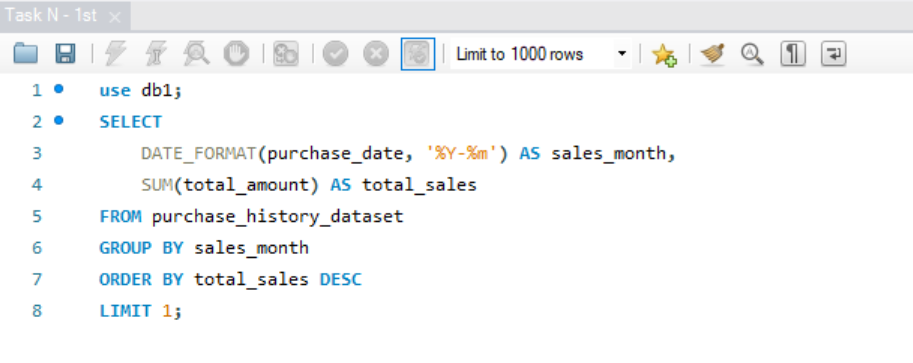 Task N - 1st
Limit to 1000 rows
1 use db1;
2 SELECT
3 DATE_FORMAT(purchase_date, '%Y-%m') AS sales_month,
4 SUM(total_amount) AS total_sales
5 FROM purchase_history_dataset
6 GROUP BY sales_month
7 ORDER BY total_sales DESC
8 LIMIT 1;